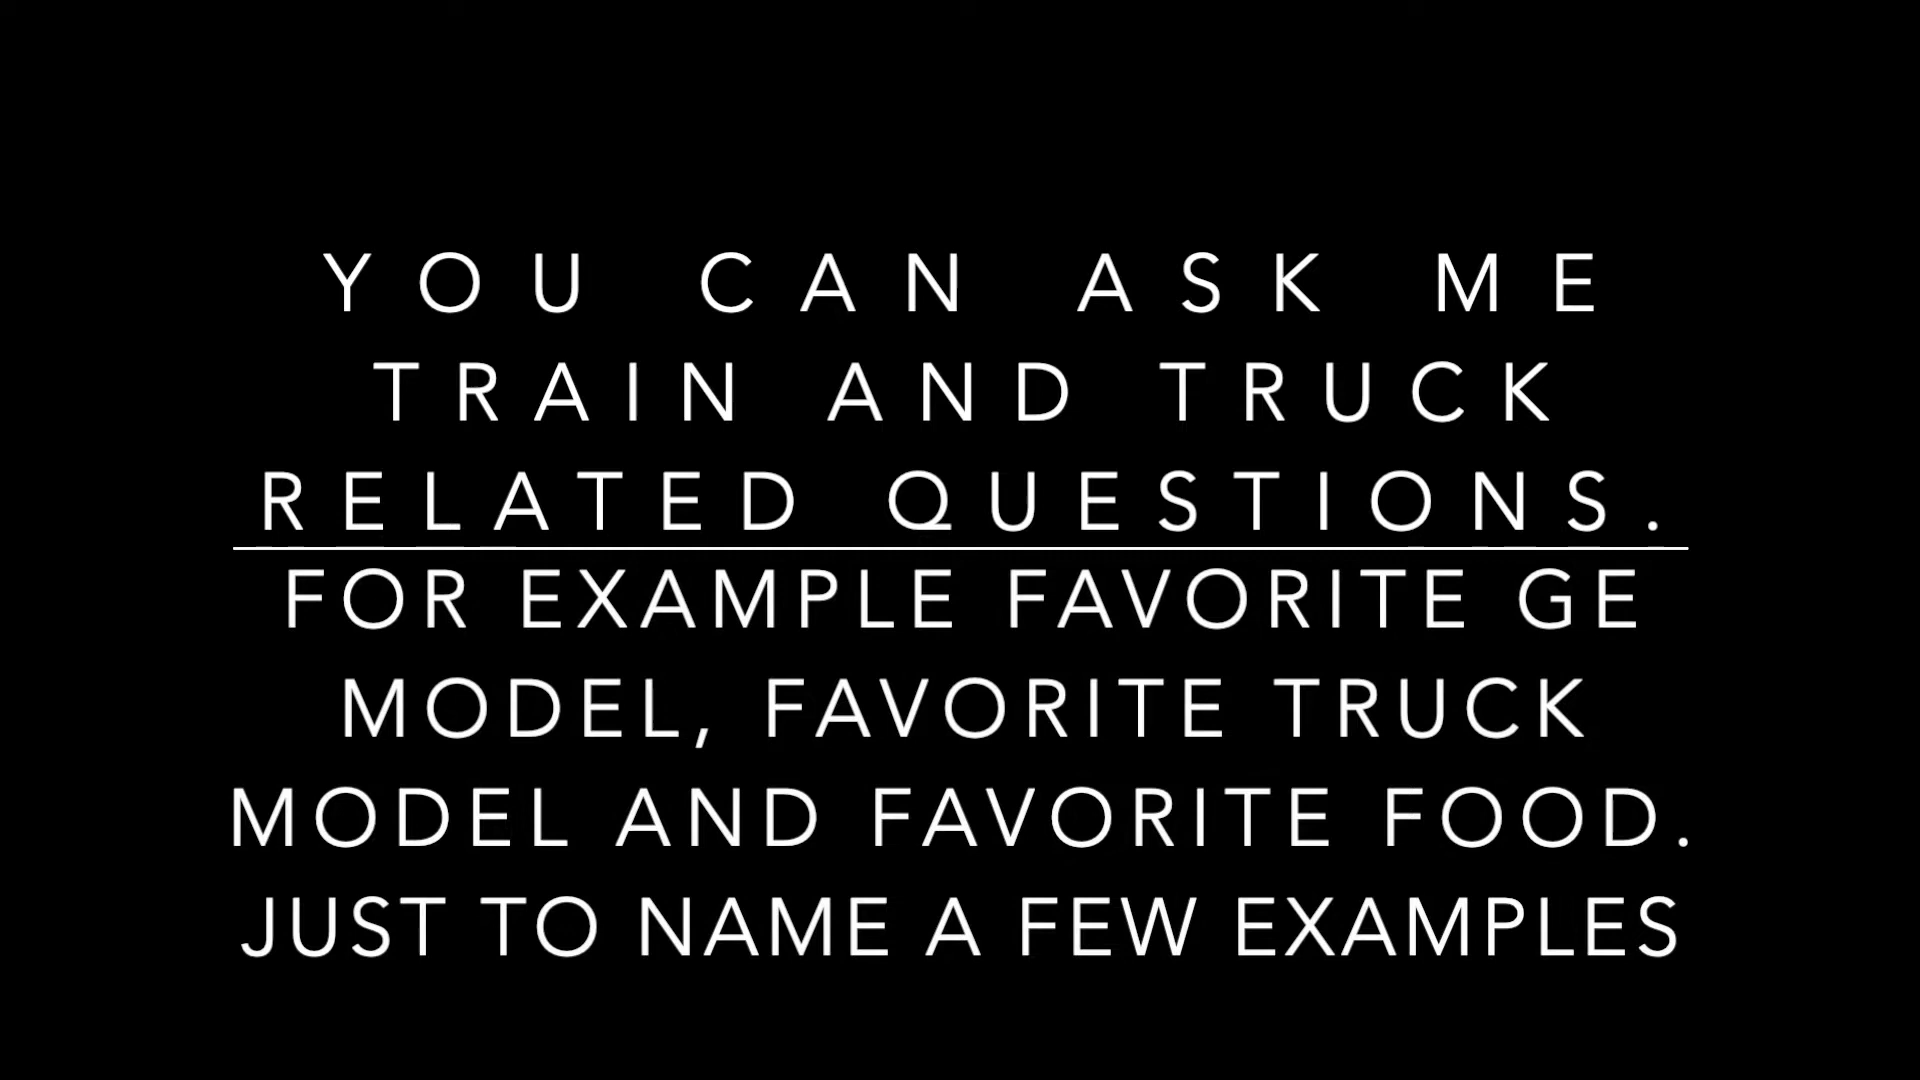 YOU CAN ASK ME
TRAIN AND TRUCK
RELATED QUESTIONS.
FOR EXAMPLE FAVORITE GE
MODEL, FAVORITE TRUCK
MODEL AND FAVORITE FOOD.
JUST TO NAME A FEW EXAMPLES